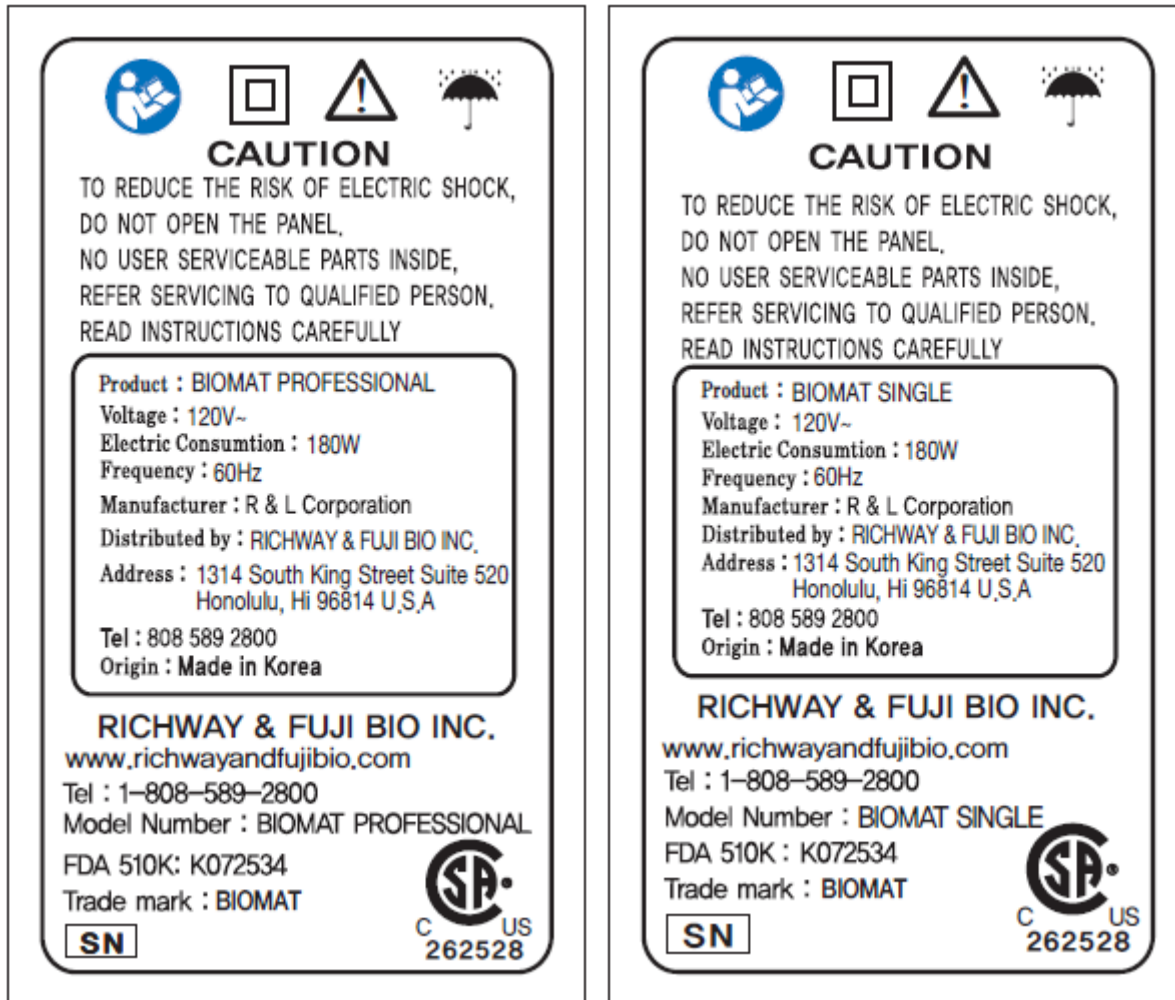 CAUTION
TO REDUCE THE RISK OF ELECTRIC SHOCK,
DO NOT OPEN THE PANEL.
NO USER SERVICEABLE PARTS INSIDE,
REFER SERVICING TO QUALIFIED PERSON.
READ INSTRUCTIONS CAREFULLY
Product : BIOMAT PROFESSIONAL
Voltage : 120V~
Electric Consumtion : 180W
Frequency : 60Hz
Manufacturer : R & L Corporation
Distributed by : RICHWAY & FUJI BIO INC.
Address : 1314 South King Street Suite 520
Honolulu, Hi 96814 U.S.A
Tel : 808 589 2800
Origin : Made in Korea
RICHWAY & FUJI BIO INC.
www.richwayandfujibio.com
Tel : 1-808-589-2800
Model Number : BIOMAT PROFESSIONAL
FDA 510K: K072534
Trade mark : BIOMAT
SN
SA ®
C US
262528
CAUTION
TO REDUCE THE RISK OF ELECTRIC SHOCK,
DO NOT OPEN THE PANEL.
NO USER SERVICEABLE PARTS INSIDE,
REFER SERVICING TO QUALIFIED PERSON.
READ INSTRUCTIONS CAREFULLY
Product : BIOMAT SINGLE
Voltage : 120V~
Electric Consumtion : 180W
Frequency : 60Hz
Manufacturer : R & L Corporation
Distributed by : RICHWAY & FUJI BIO INC.
Address : 1314 South King Street Suite 520
Honolulu, Hi 96814 U.S.A
Tel : 808 589 2800
Origin : Made in Korea
RICHWAY & FUJI BIO INC.
www.richwayandfujibio.com
Tel : 1-808-589-2800
Model Number : BIOMAT SINGLE
FDA 510K : K072534
Trade mark : BIOMAT
SN
SA ®
C US
262528